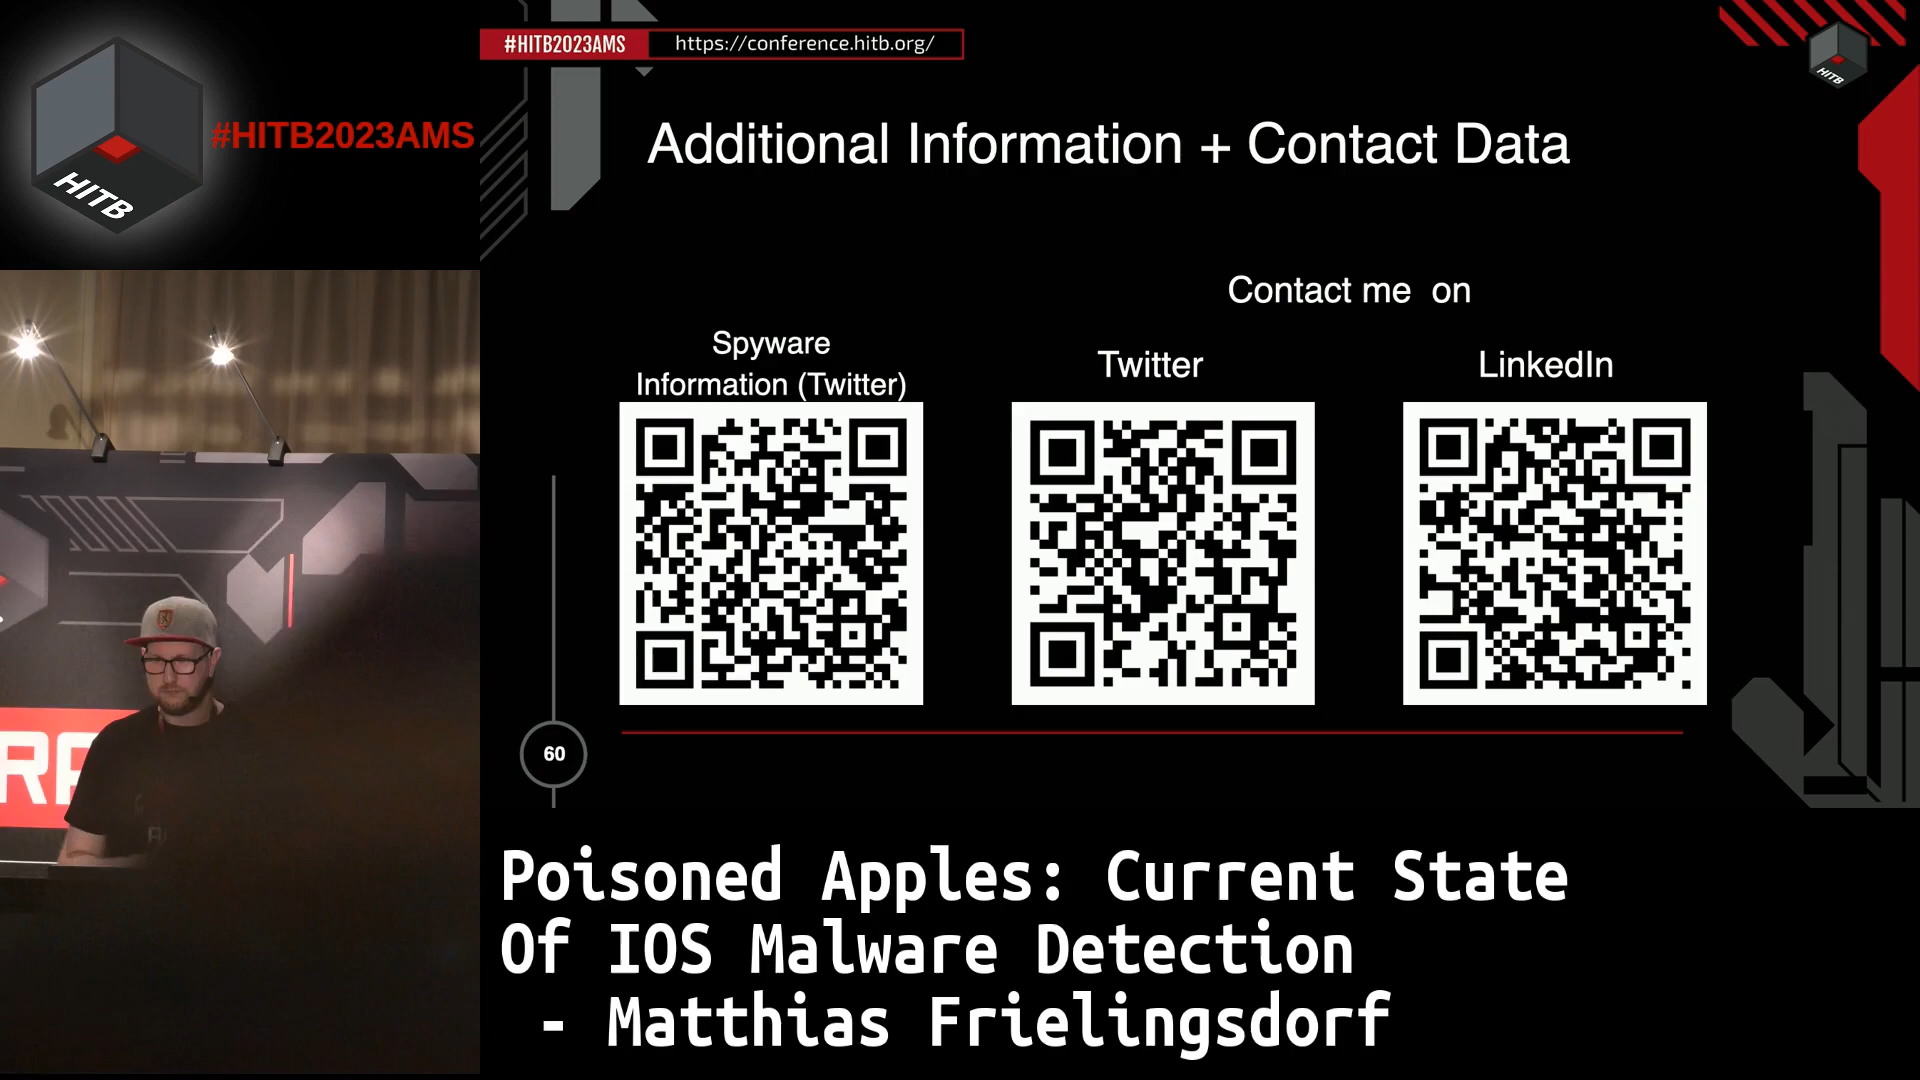 HITB
#HITB2023AMS
#HITB2023AMS
https://conference.hitb.org/
HITB
Additional Information + Contact Data
Contact me on
Spyware
Information (Twitter)
Twitter
LinkedIn
60
Poisoned Apples: Current State
Of IOS Malware Detection
- Matthias Frielingsdorf